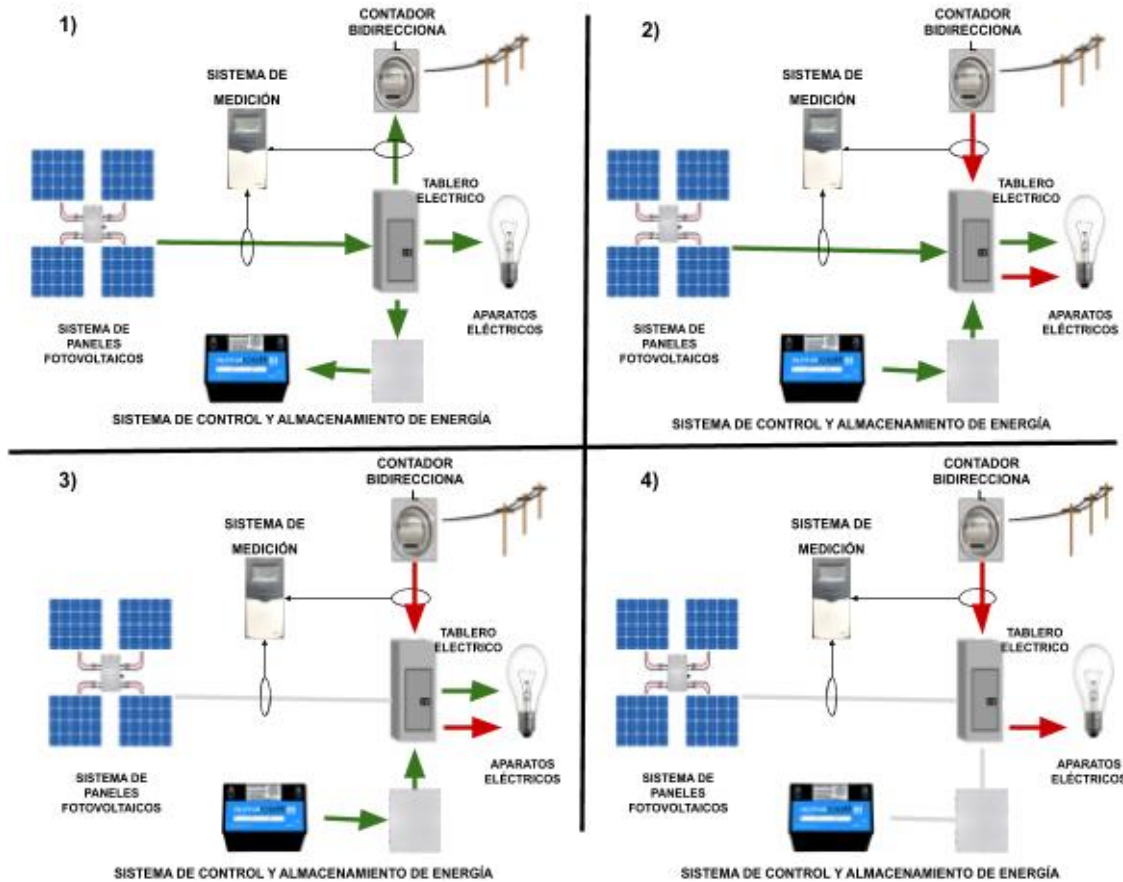 1)
CONTADOR
BIDIRECCIONA
L
SISTEMA DE
MEDICIÓN
TABLERO
ELECTRICO
SISTEMA DE
PANELES
FOTOVOLTAICOS
APARATOS
ELÉCTRICOS
SISTEMA DE CONTROL Y ALMACENAMIENTO DE ENERGÍA
2)
CONTADOR
BIDIRECCIONA
L
SISTEMA DE
MEDICIÓN
TABLERO
ELECTRICO
SISTEMA DE
PANELES
FOTOVOLTAICOS
APARATOS
ELÉCTRICOS
SISTEMA DE CONTROL Y ALMACENAMIENTO DE ENERGÍA
3)
CONTADOR
BIDIRECCIONA
L
SISTEMA DE
MEDICIÓN
TABLERO
ELECTRICO
SISTEMA DE
PANELES
FOTOVOLTAICOS
APARATOS
ELÉCTRICOS
SISTEMA DE CONTROL Y ALMACENAMIENTO DE ENERGÍA
4)
CONTADOR
BIDIRECCIONA
L
SISTEMA DE
MEDICIÓN
TABLERO
ELECTRICO
SISTEMA DE
PANELES
FOTOVOLTAICOS
APARATOS
ELÉCTRICOS
SISTEMA DE CONTROL Y ALMACENAMIENTO DE ENERGÍA